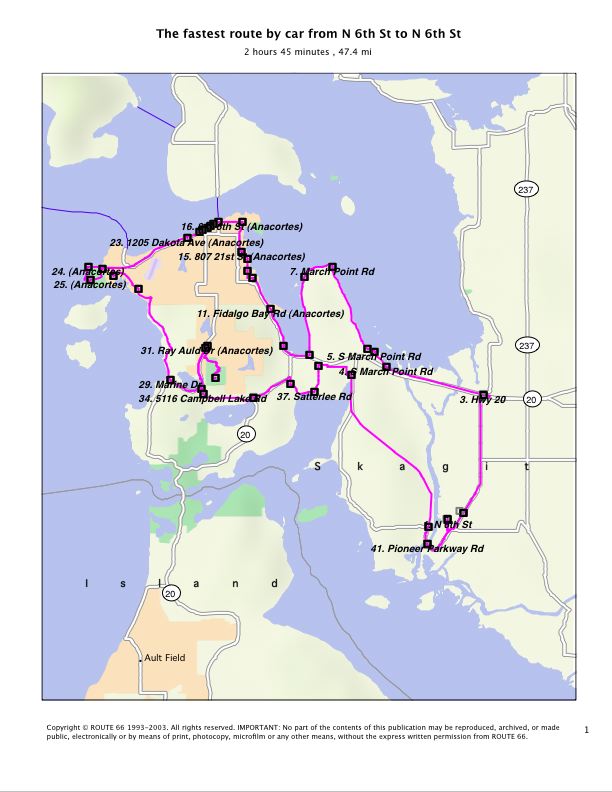 The fastest route by car from N 6th St to N 6th St
2 hours 45 minutes , 47.4 mi
237
16. 8 th St (Anacortes)
23. 1205 Dakota Ave (Anacortes)
15. 807 21st S (Anacortes)
24. (Anacortes)
7. March Point Rd
25. (Anacortes)
11. Fidalgo Bay Rd (Anacortes)
237
31. Ray Auld Dr (Anacortes)
5. S March Point Rd
4. S March Point Rd
29. Marine Dr
34. 5116 Campbell Lake Rd
37. Satterlee Rd
3. Hwy 20
20
20
S k a g i t
N 6th St
41. Pioneer Parkway Rd
I s l a n d
20
Ault Field
Copyright © ROUTE 66 1993-2003. All rights reserved. IMPORTANT: No part of the contents of this publication may be reproduced, archived, or made
public, electronically or by means of print, photocopy, microfilm or any other means, without the express written permission from ROUTE 66.
1